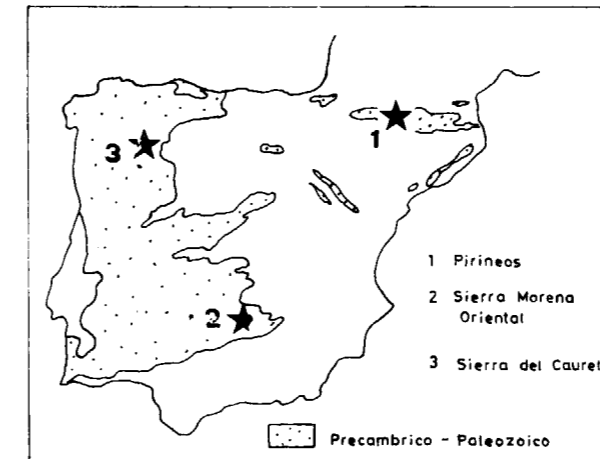 1
3
2
1 Pirineos
2 Sierra Morena
Oriental
3 Sierra del Caurel
Precambrico - Paleozoico